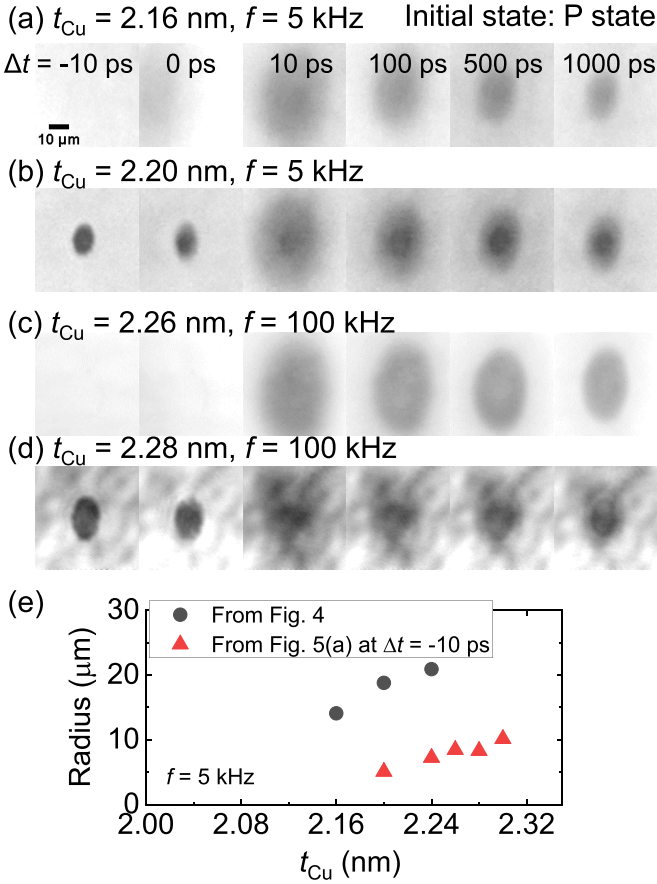 (a) tCu = 2.16 nm, f = 5 kHz Initial state: P state
Δt = -10 ps 0 ps 10 ps 100 ps 500 ps 1000 ps
10 μm
(b) tCu = 2.20 nm, f = 5 kHz
(c) tCu = 2.26 nm, f = 100 kHz
(d) tCu = 2.28 nm, f = 100 kHz
(e)
30
From Fig. 4
From Fig. 5(a) at Δt = -10 ps
20
10
0
Radius (μm)
f = 5 kHz
2.00 2.08 2.16 2.24 2.32
tCu (nm)